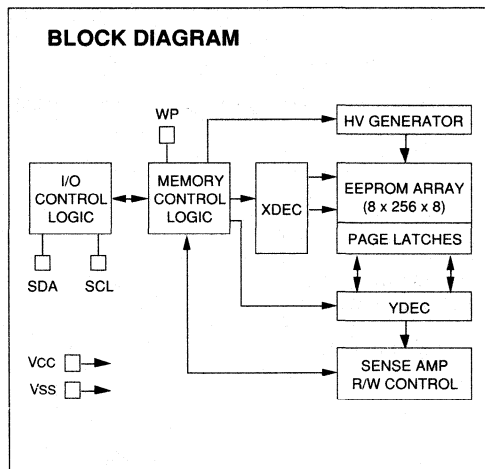 BLOCK DIAGRAM
WP
HV GENERATOR
I/O
CONTROL
LOGIC
MEMORY
CONTROL
LOGIC
XDEC
EEPROM ARRAY
(8 x 256 x 8)
PAGE LATCHES
SDA
SCL
YDEC
SENSE AMP
R/W CONTROL
VCC
VSS